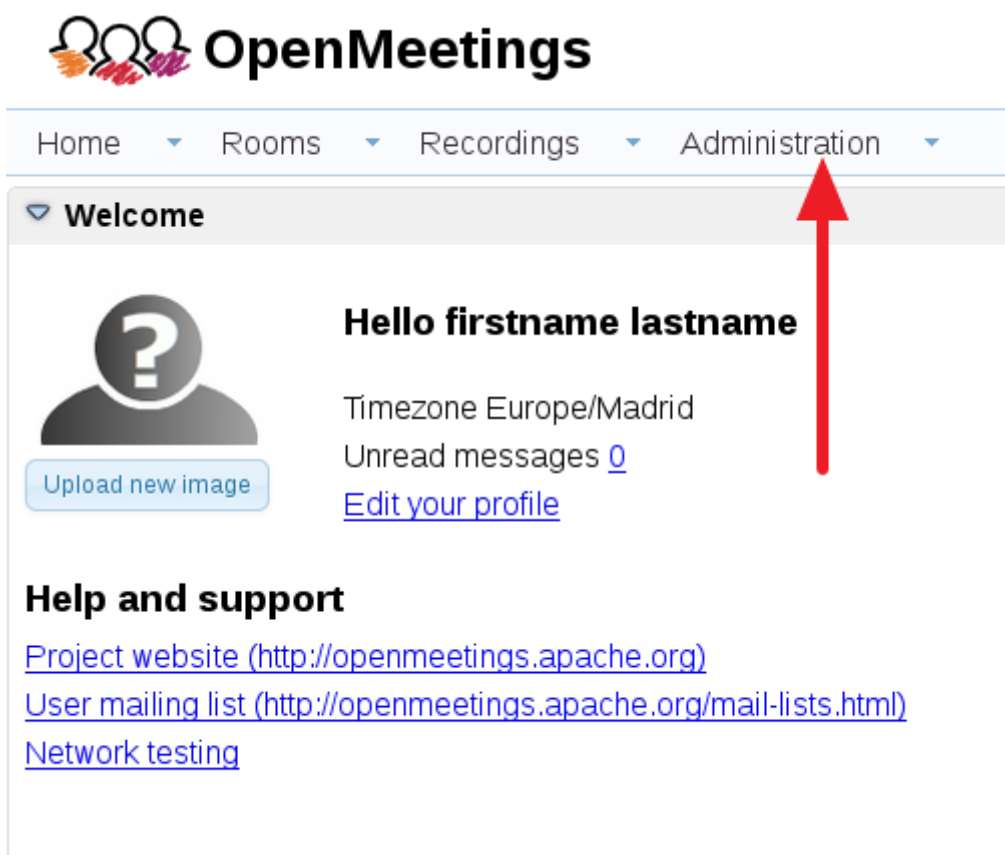 OpenMeetings
Home Rooms Recordings Administration
Welcome
Hello firstname lastname
Timezone Europe/Madrid
Unread messages 0
Upload new image
Edit your profile
Help and support
Project website (http://openmeetings.apache.org)
User mailing list (http://openmeetings.apache.org/mail-lists.html)
Network testing